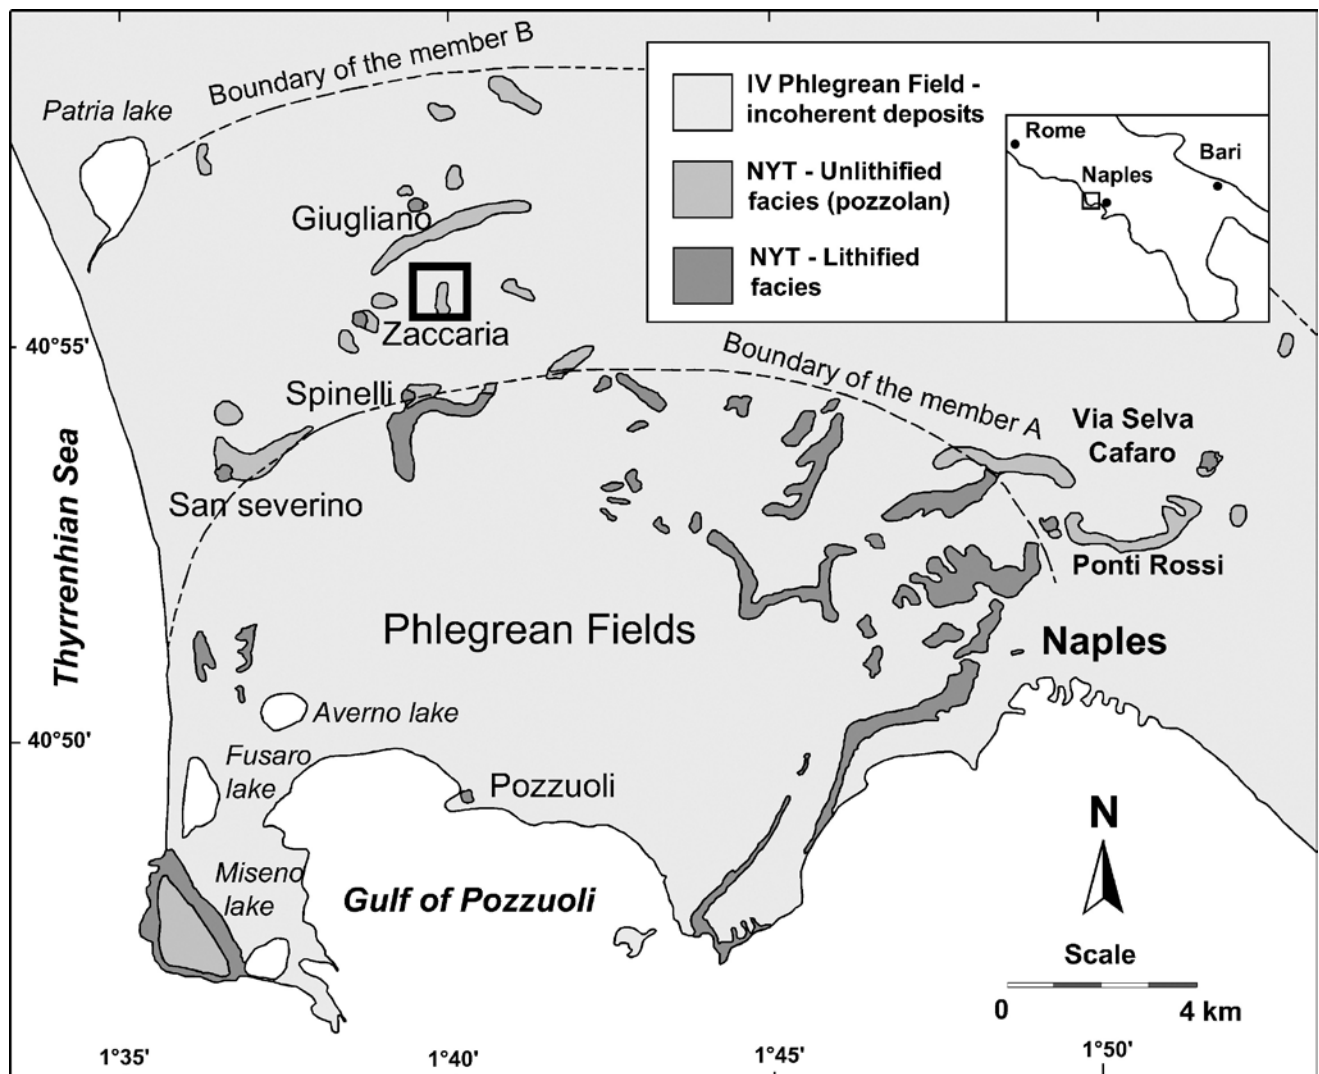 Boundary of the member B
Patria lake
IV Phlegrean Field -
incoherent deposits
NYT - Unlithified
facies (pozzolan)
NYT - Lithified
facies
Rome
Bari
Naples
Giugliano
Zaccaria
40°55'
Spinelli
Boundary of the member A
Via Selva
Cafaro
San severino
Thyrrenhian Sea
Ponti Rossi
Phlegrean Fields
Naples
Averno lake
40°50'
Fusaro
lake
Pozzuoli
N
Miseno
lake
Gulf of Pozzuoli
Scale
0
4 km
1°35'
1°40'
1°45'
1°50'